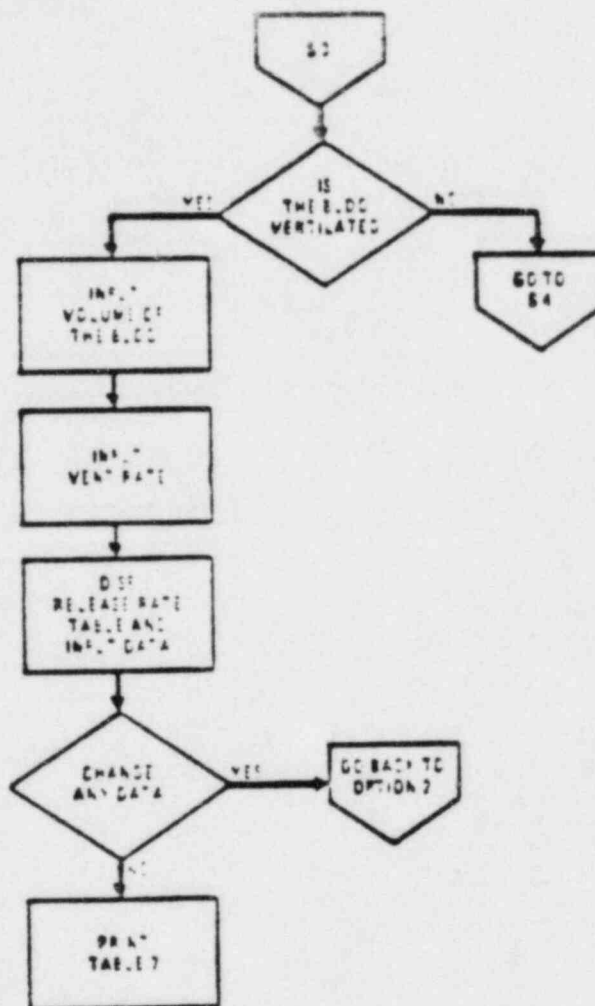 IS
THE BLDG
VENTILATED
YES
NO
INPUT
VOLUME OF
THE BLDG
GO TO
INPUT
VENT RATE
DISP
RELEASE RATE
TABLE AND
INPUT DATA
CHANGE
ANY DATA
YES
GO BACK TO
OPTION 2
NO
PRINT
TABLE ?